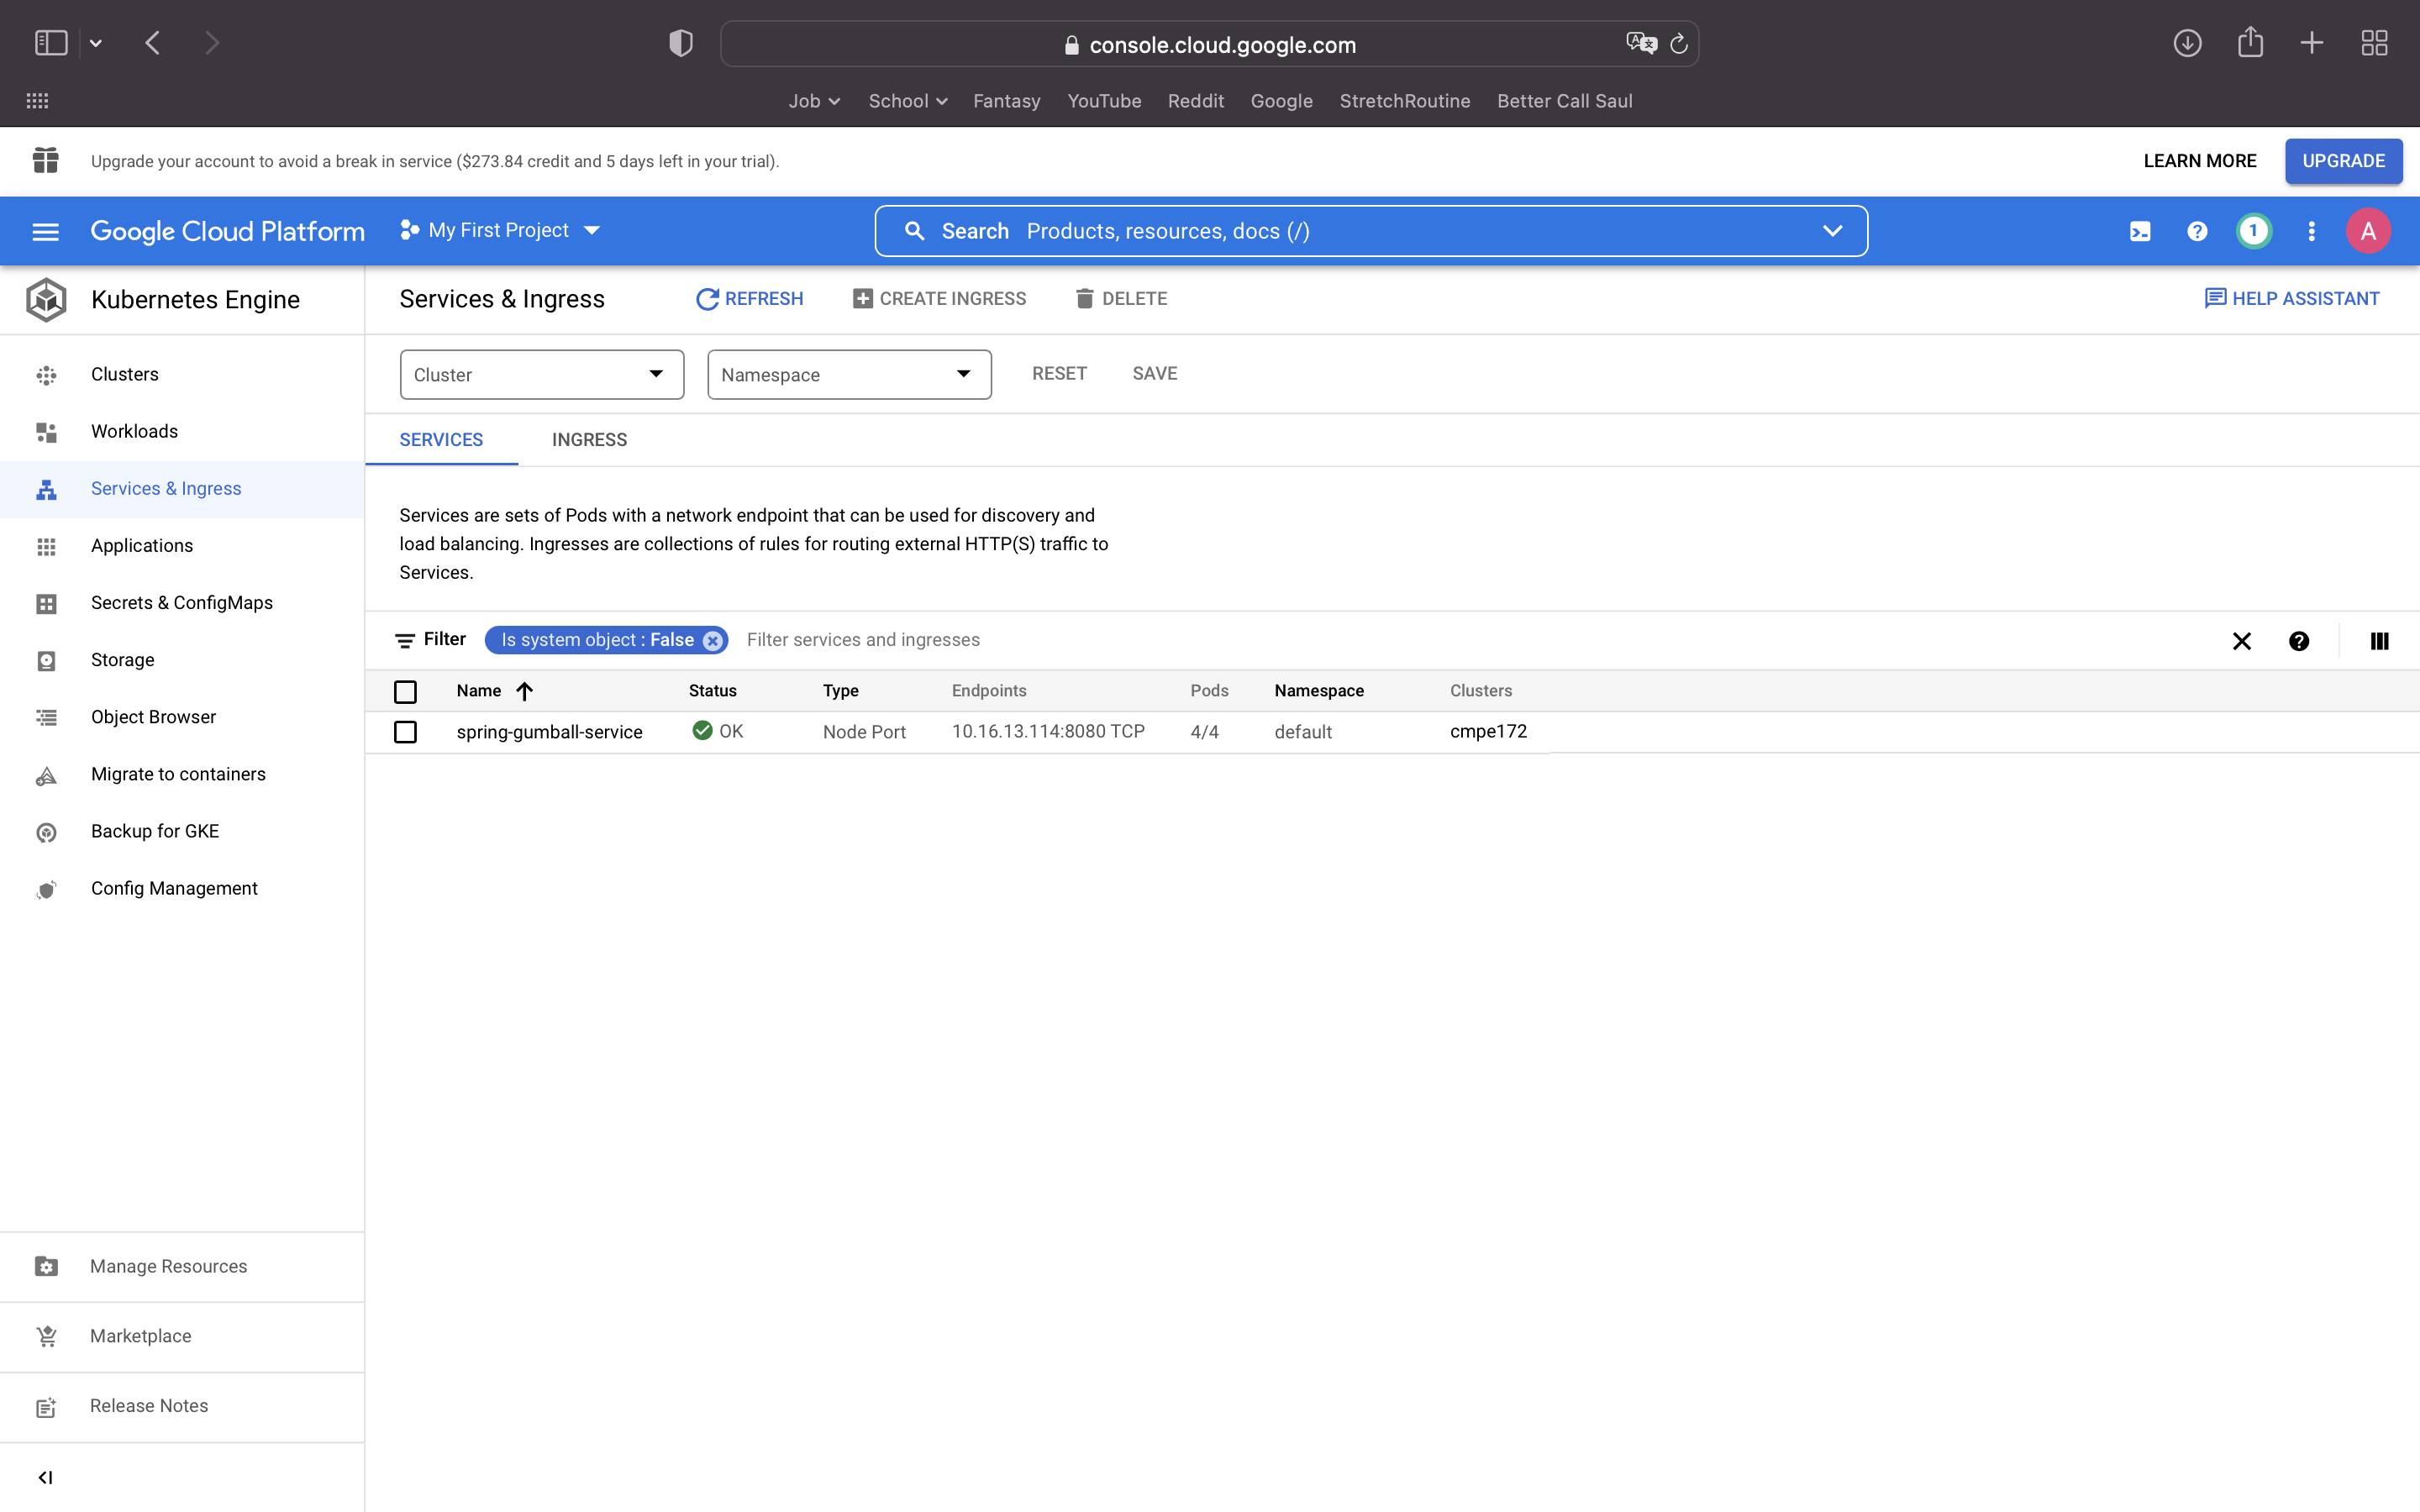 console.cloud.google.com
Job School Fantasy YouTube Reddit Google StretchRoutine Better Call Saul
Upgrade your account to avoid a break in service ($273.84 credit and 5 days left in your trial). LEARN MORE UPGRADE
Google Cloud Platform My First Project Search Products, resources, docs (/) 1 A
Kubernetes Engine
Clusters
Workloads
Services & Ingress
Applications
Secrets & ConfigMaps
Storage
Object Browser
Migrate to containers
Backup for GKE
Config Management
Manage Resources
Marketplace
Release Notes
Services & Ingress REFRESH CREATE INGRESS DELETE HELP ASSISTANT
Cluster Namespace RESET SAVE
SERVICES INGRESS
Services are sets of Pods with a network endpoint that can be used for discovery and
load balancing. Ingresses are collections of rules for routing external HTTP(S) traffic to
Services.
Filter Is system object : False Filter services and ingresses
Name Status Type Endpoints Pods Namespace Clusters
spring-gumball-service OK Node Port 10.16.13.114:8080 TCP 4/4 default cmpe172